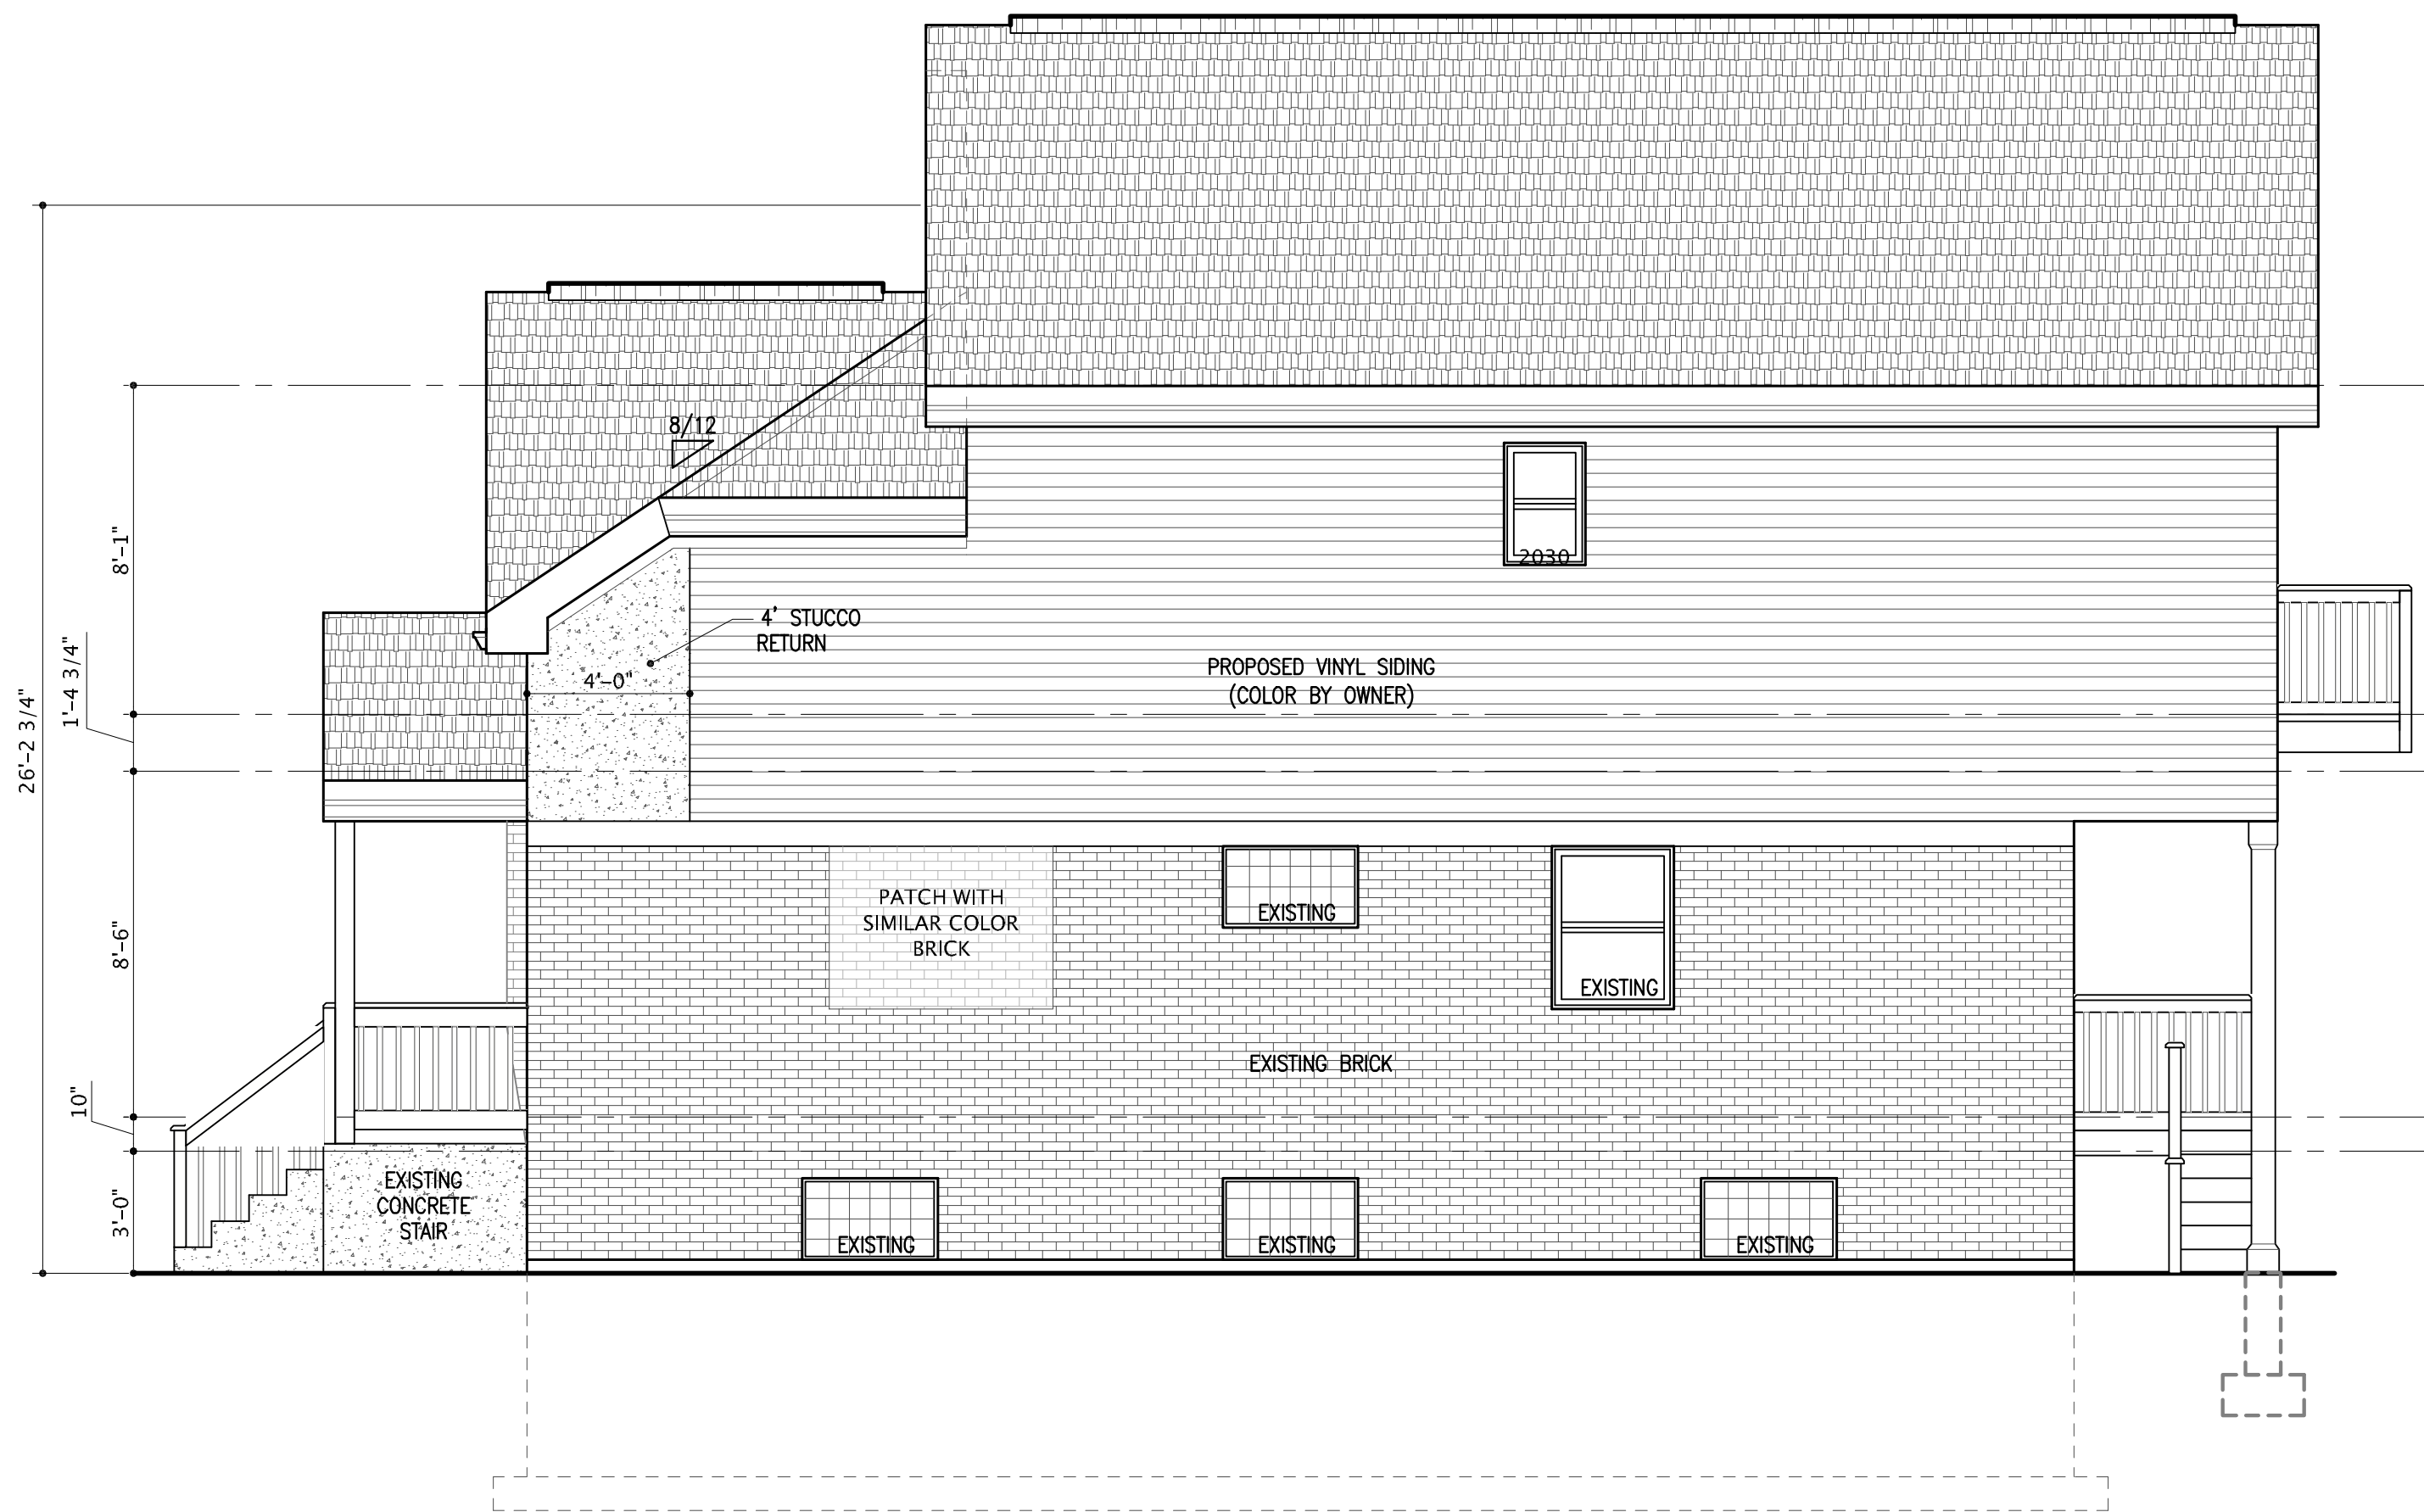 8/12
8'-1"
2030
4' STUCCO
RETURN
1'-4 3/4"
4'-0"
PROPOSED VINYL SIDING
(COLOR BY OWNER)
26'-2 3/4"
PATCH WITH
SIMILAR COLOR
BRICK
EXISTING
8'-6"
EXISTING
EXISTING BRICK
10"
EXISTING
CONCRETE
STAIR
3'-0"
EXISTING
EXISTING
EXISTING